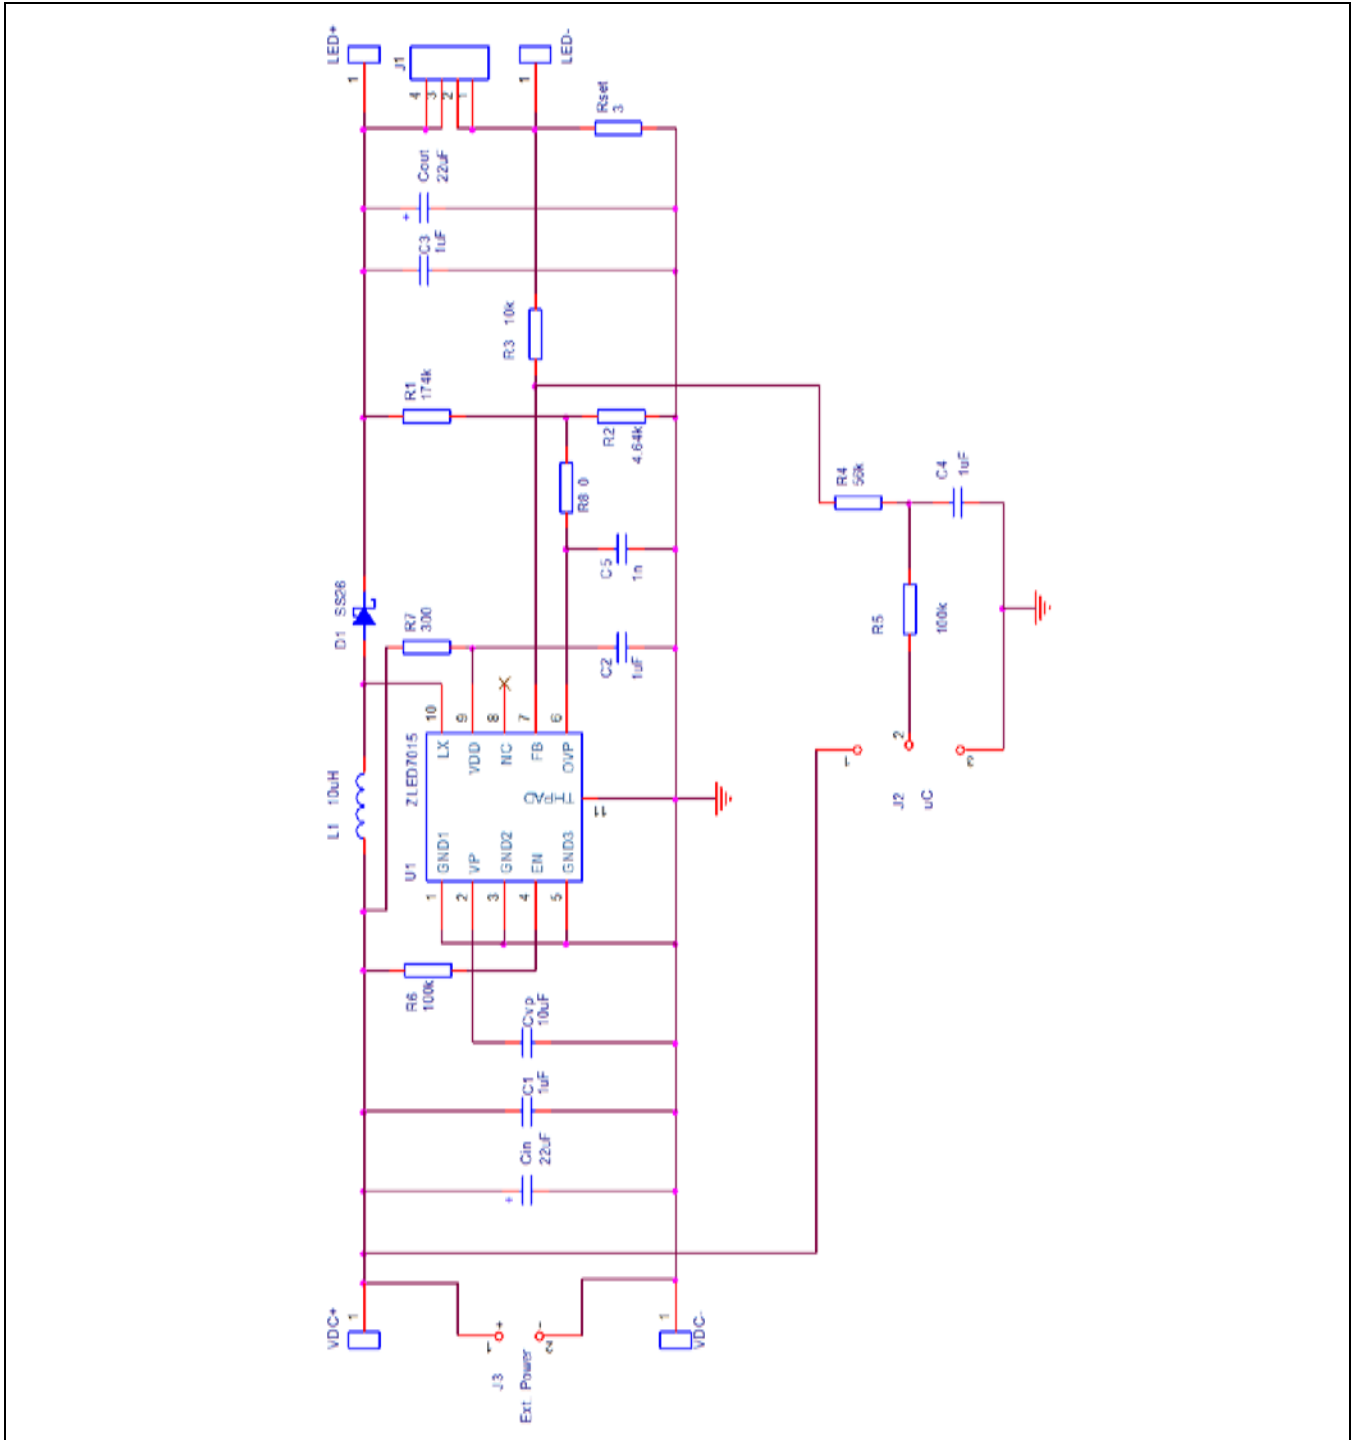 LED+
1
J1
4
3
2
1
LED-
1
Rset
3
Cout
22uF
+
C3
1uF
R3 10k
R1
174k
R2
4.64k
R8 0
C5
1n
R4
56k
C4
1uF
R5
100k
D1 SS26
R7
300
C2
1uF
L1 10uH
ZLED7015
U1
10
9
8
7
6
LX
VDD
NC
FB
OVP
11
GND1
VP
GND2
EN
GND3
1
2
3
4
5
R6
100k
Cvp
10uF
C1
1uF
Cin
22uF
+
J2
uC
1
2
3
VDC+
1
J3
Ext. Power
1
+
2
-
VDC-
1